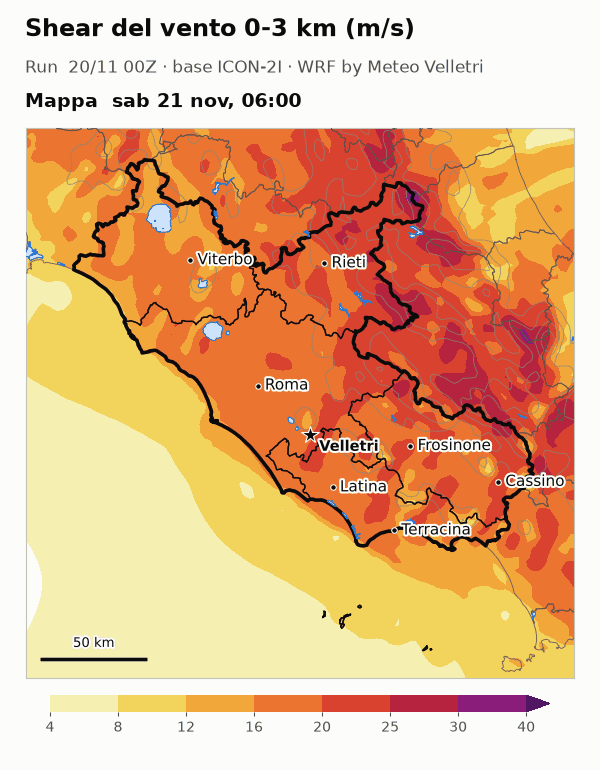 Shear del vento 0-3 km (m/s)
Run 20/11 00Z · base ICON-2I · WRF by Meteo Velletri
Mappa sab 21 nov, 06:00
Viterbo
Rieti
Roma
Velletri
Frosinone
Latina
Cassino
Terracina
50 km
4 8 12 16 20 25 30 40